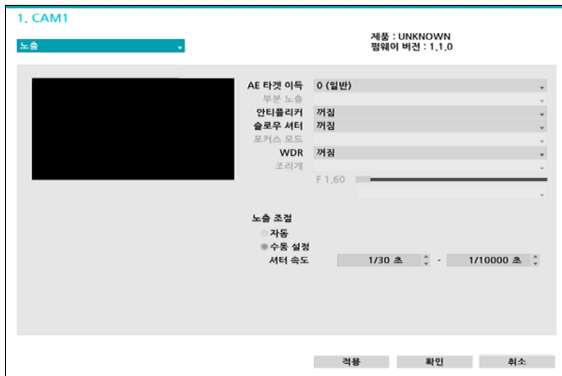 1. CAM1
노출
제품 : UNKNOWN
펌웨어 버전 : 1.1.0
AE 타겟 이득 0 (일반)
부분 노출
안티플리커 꺼짐
슬로우 셔터 꺼짐
포커스 모드
WDR 꺼짐
조리개
F 1.60
노출 조절
자동
수동 설정
셔터 속도 1/30 초 - 1/10000 초
적용 확인 취소